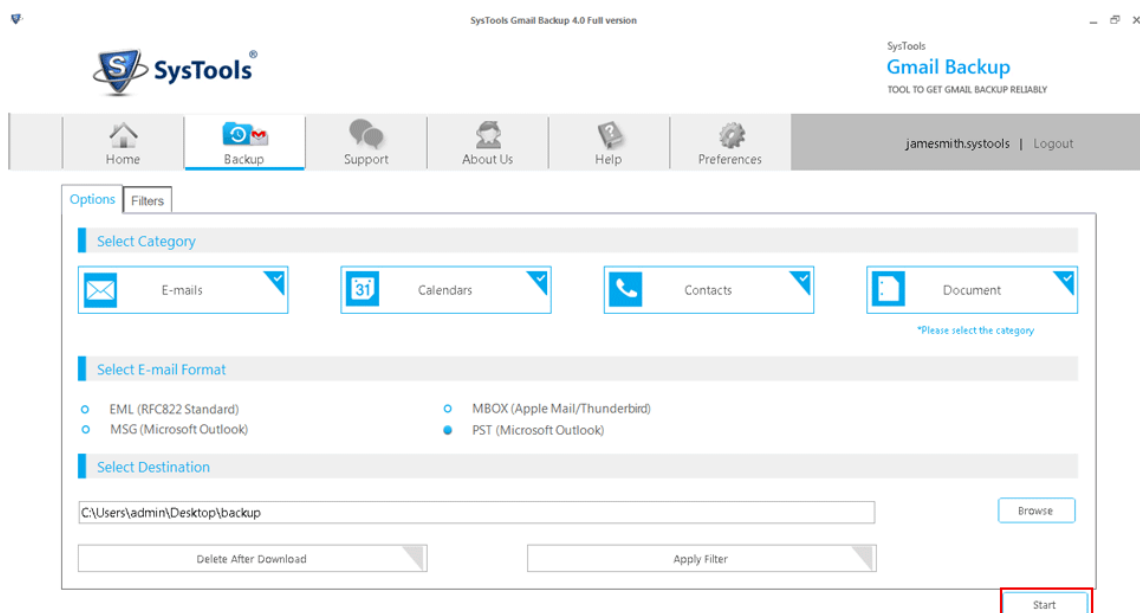 SysTools Gmail Backup 4.0 Full version
S SysTools®
SysTools
Gmail Backup
TOOL TO GET GMAIL BACKUP RELIABLY
Home Backup Support About Us Help Preferences jamesmith.systools | Logout
Options Filters
Select Category
E-mails 31 Calendars Contacts Document
*Please select the category
Select E-mail Format
EML (RFC822 Standard) MBOX (Apple Mail/Thunderbird)
MSG (Microsoft Outlook) PST (Microsoft Outlook)
Select Destination
C:\Users\admin\Desktop\backup Browse
Delete After Download Apply Filter
Start